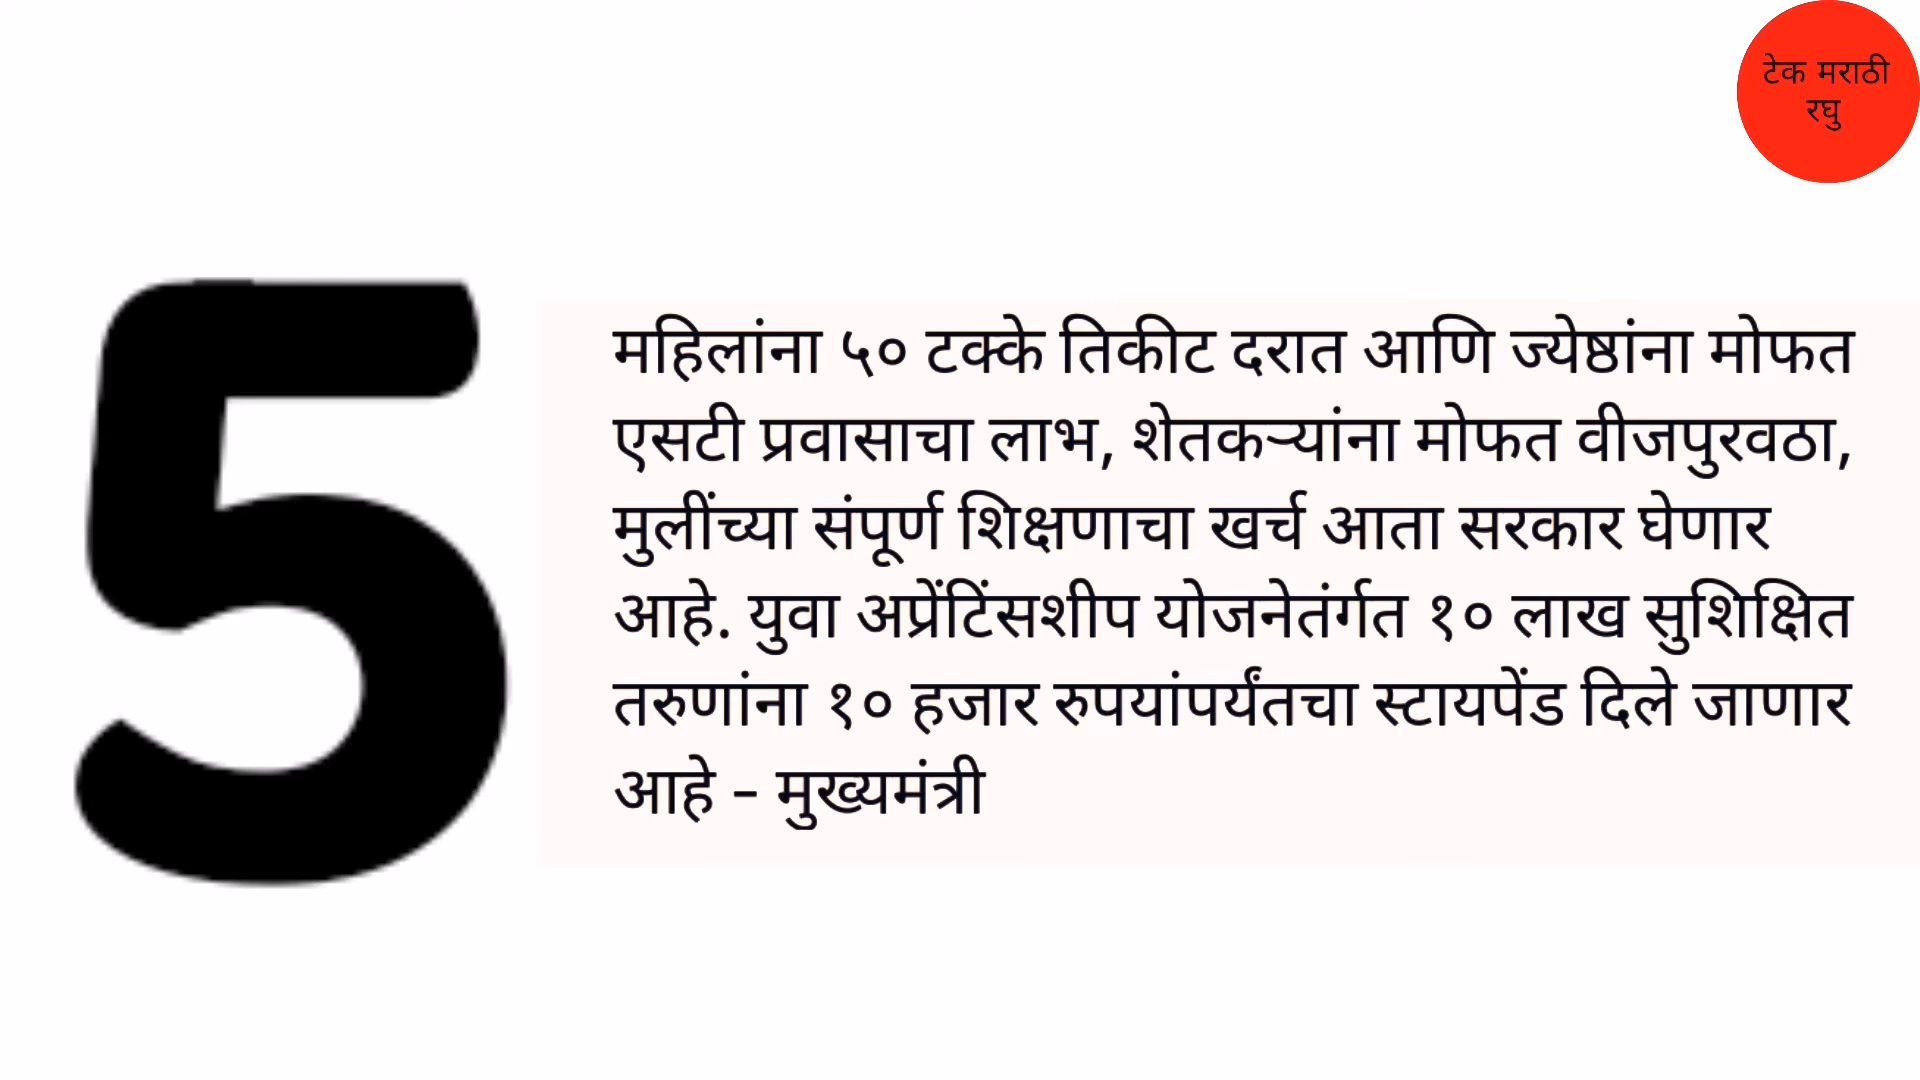 टेक मराठी
रघु
5
महिलांना ५० टक्के तिकीट दरात आणि ज्येष्ठांना मोफत
एसटी प्रवासाचा लाभ, शेतकऱ्यांना मोफत वीजपुरवठा,
मुलींच्या संपूर्ण शिक्षणाचा खर्च आता सरकार घेणार
आहे. युवा अप्रेंटिंसशीप योजनेतंर्गत १० लाख सुशिक्षित
तरुणांना १० हजार रुपयांपर्यंतचा स्टायपेंड दिले जाणार
आहे – मुख्यमंत्री